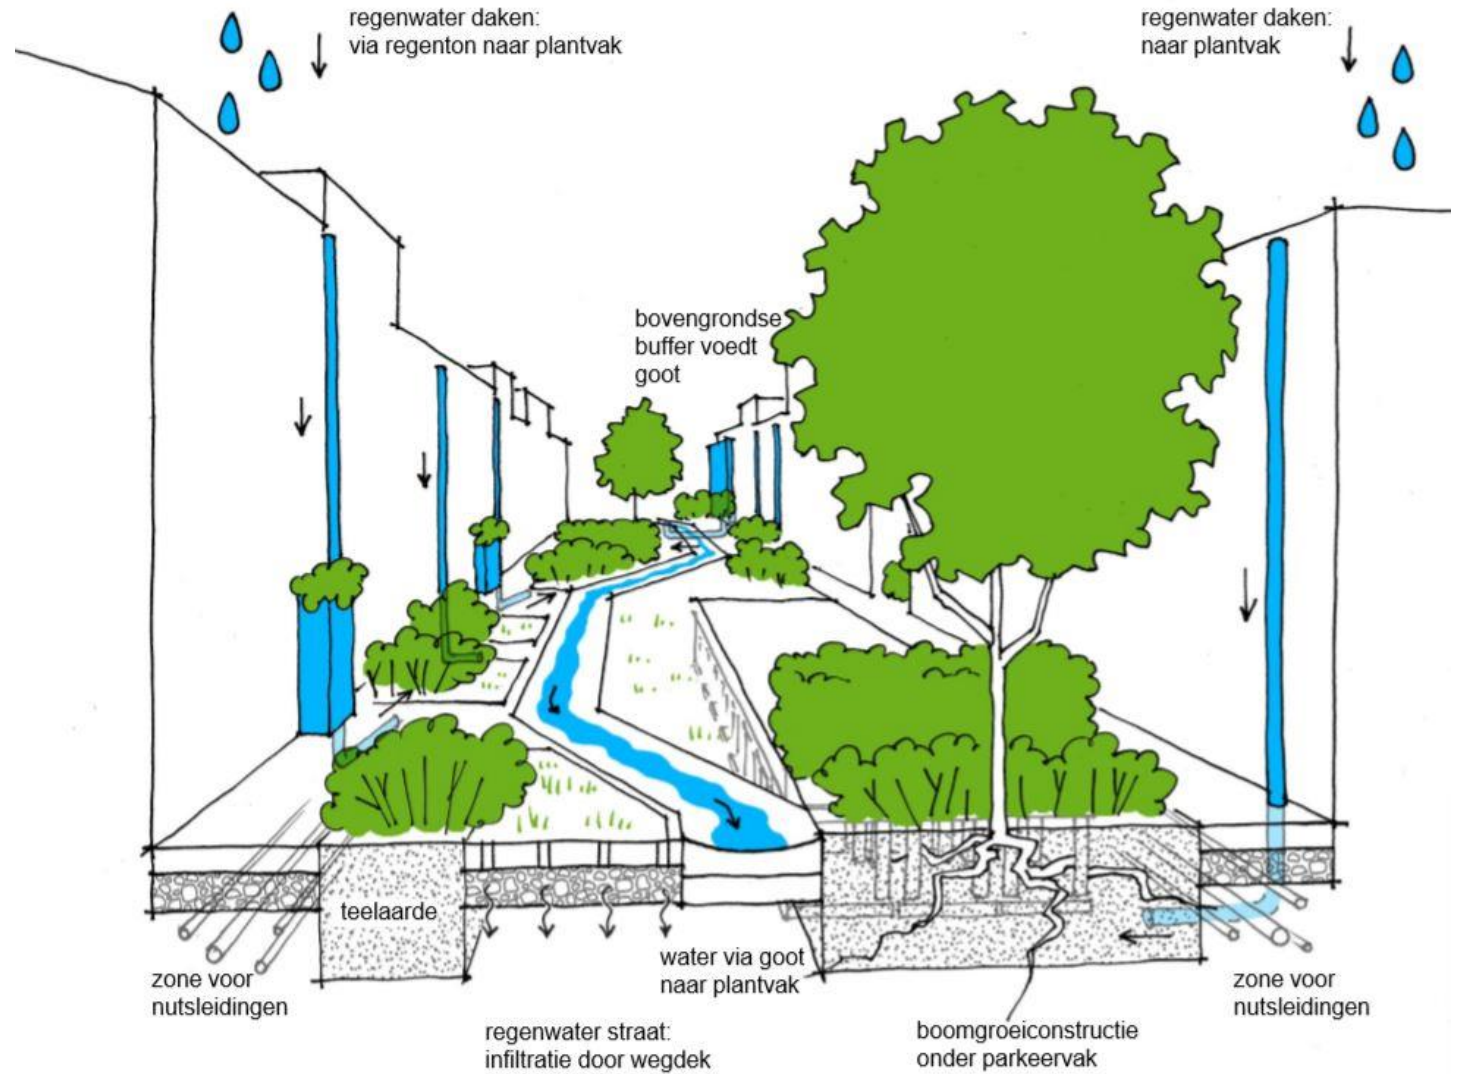 regenwater daken:
via regenton naar plantvak
regenwater daken:
naar plantvak
bovengrondse
buffer voedt
goot
teelaarde
zone voor
nutsleidingen
water via goot
naar plantvak
zone voor
nutsleidingen
regenwater straat:
infiltratie door wegdek
boomgroeiconstructie
onder parkeervak